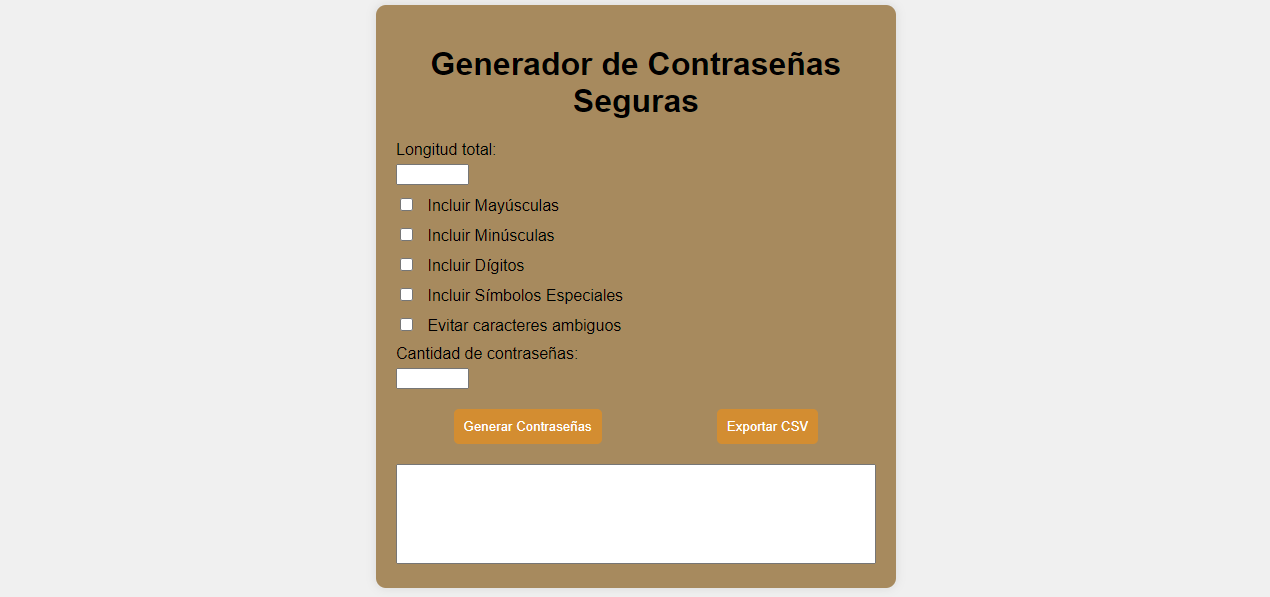 Generador de Contraseñas
Seguras
Longitud total:
Incluir Mayúsculas
Incluir Minúsculas
Incluir Dígitos
Incluir Símbolos Especiales
Evitar caracteres ambiguos
Cantidad de contraseñas:
Generar Contraseñas
Exportar CSV